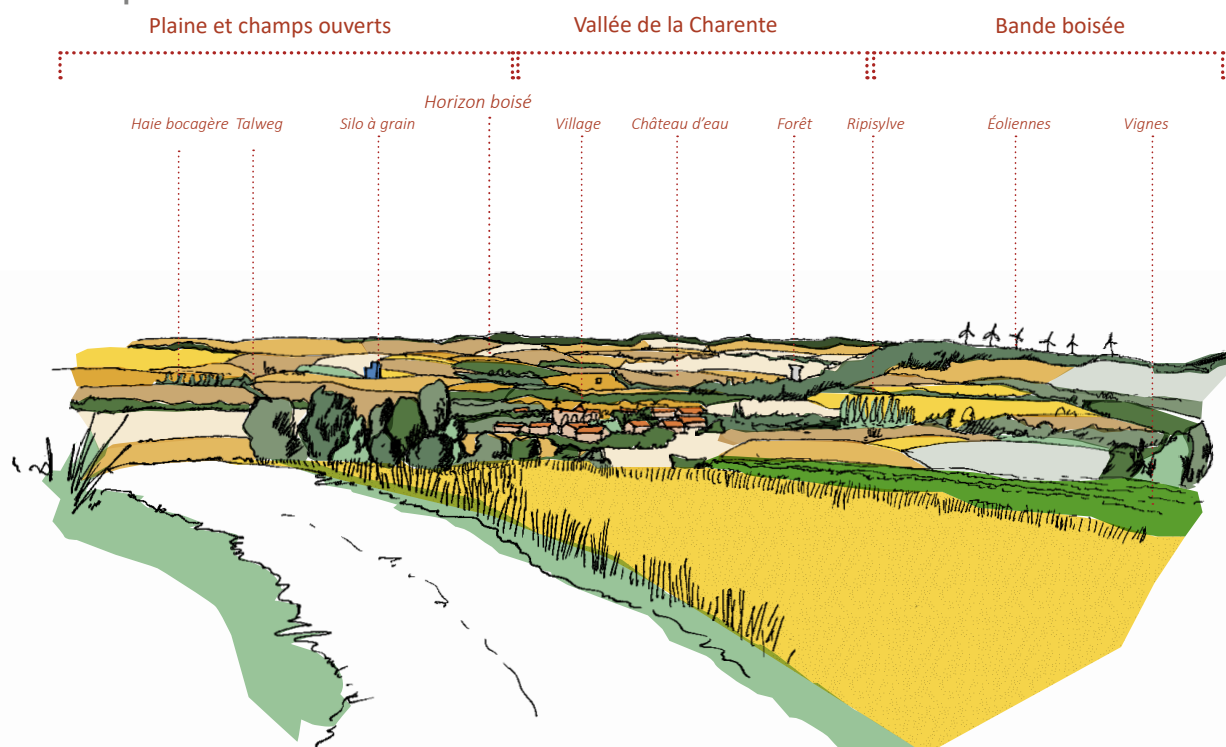 Plaine et champs ouverts
Vallée de la Charente
Bande boisée
Haie bocagère
Talweg
Silo à grain
Horizon boisé
Village
Château d'eau
Forêt
Ripisylve
Éoliennes
Vignes